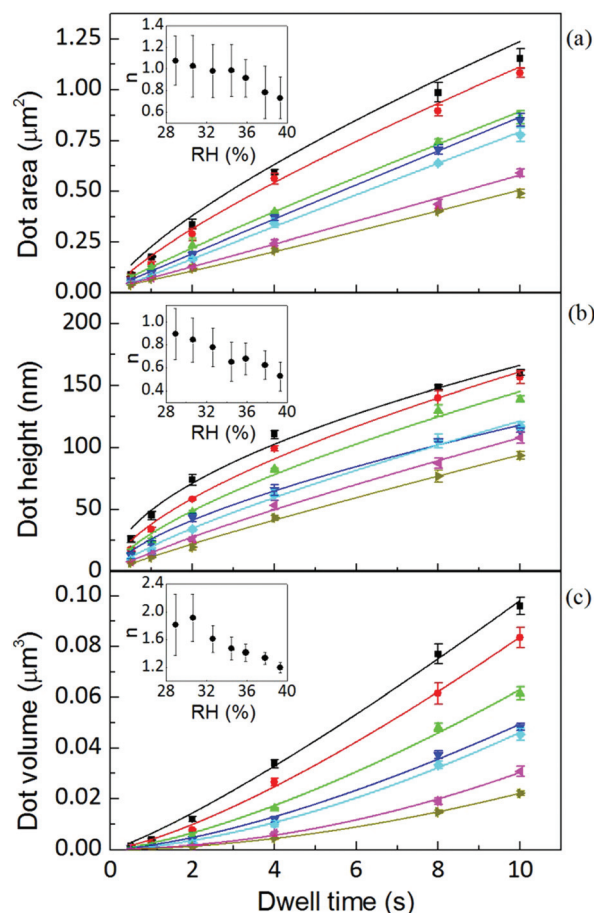 (a)
Dot area (μm²)
1.25
1.00
0.75
0.50
0.25
0.00
n
1.4
1.2
1.0
0.8
0.6
28 32 36 40
RH (%)
(b)
Dot height (nm)
200
150
100
50
0
n
1.0
0.8
0.6
0.4
28 32 36 40
RH (%)
(c)
Dot volume (μm³)
0.10
0.08
0.06
0.04
0.02
0.00
n
2.4
2.0
1.6
1.2
28 32 36 40
RH (%)
0 2 4 6 8 10
Dwell time (s)